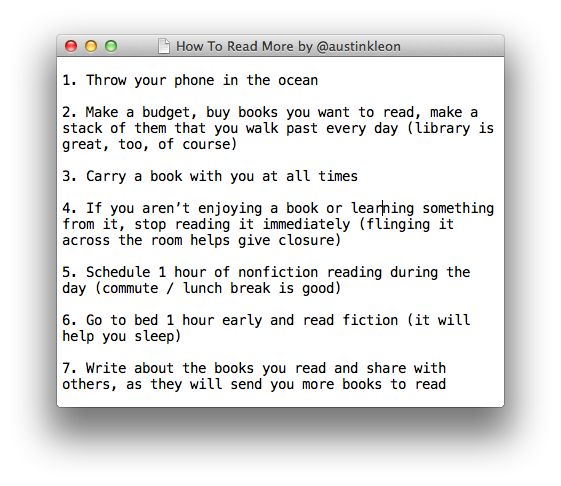 How To Read More by @austinkleon
1. Throw your phone in the ocean
2. Make a budget, buy books you want to read, make a
stack of them that you walk past every day (library is
great, too, of course)
3. Carry a book with you at all times
4. If you aren’t enjoying a book or learning something
from it, stop reading it immediately (flinging it
across the room helps give closure)
5. Schedule 1 hour of nonfiction reading during the
day (commute / lunch break is good)
6. Go to bed 1 hour early and read fiction (it will
help you sleep)
7. Write about the books you read and share with
others, as they will send you more books to read